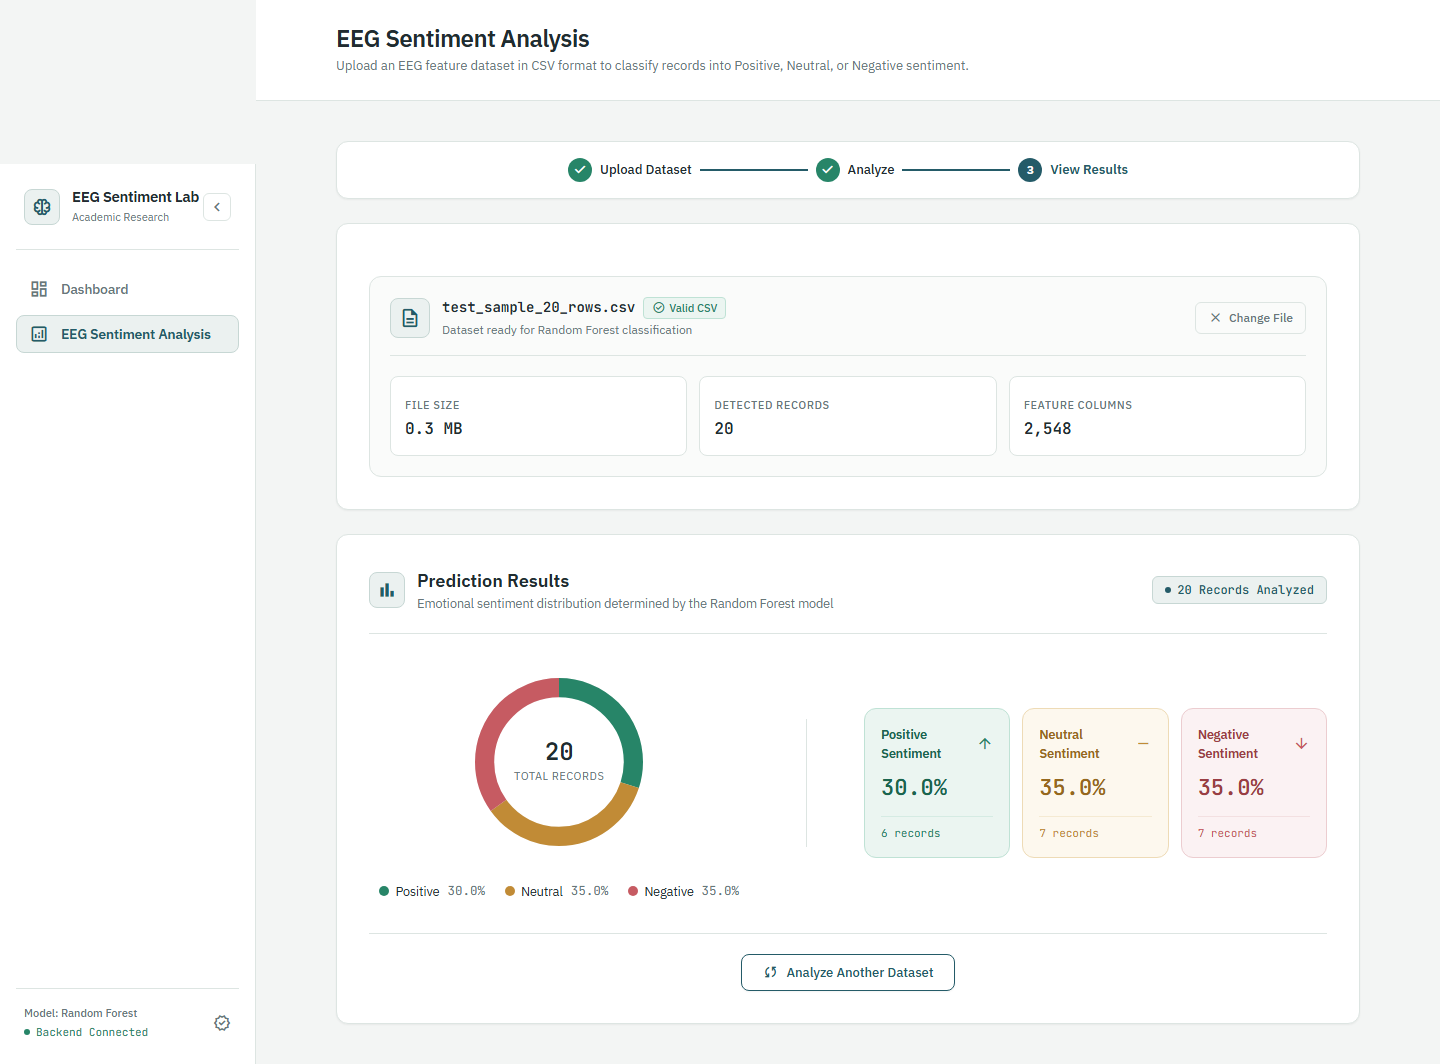 EEG Sentiment Analysis
Upload an EEG feature dataset in CSV format to classify records into Positive, Neutral, or Negative sentiment.
EEG Sentiment Lab
Academic Research
Dashboard
EEG Sentiment Analysis
Model: Random Forest
Backend Connected
Upload Dataset
Analyze
3 View Results
test_sample_20_rows.csv Valid CSV
Dataset ready for Random Forest classification
Change File
FILE SIZE
0.3 MB
DETECTED RECORDS
20
FEATURE COLUMNS
2,548
Prediction Results
Emotional sentiment distribution determined by the Random Forest model
20 Records Analyzed
20
TOTAL RECORDS
Positive 30.0% Neutral 35.0% Negative 35.0%
Positive
Sentiment
30.0%
6 records
Neutral
Sentiment
35.0%
7 records
Negative
Sentiment
35.0%
7 records
Analyze Another Dataset